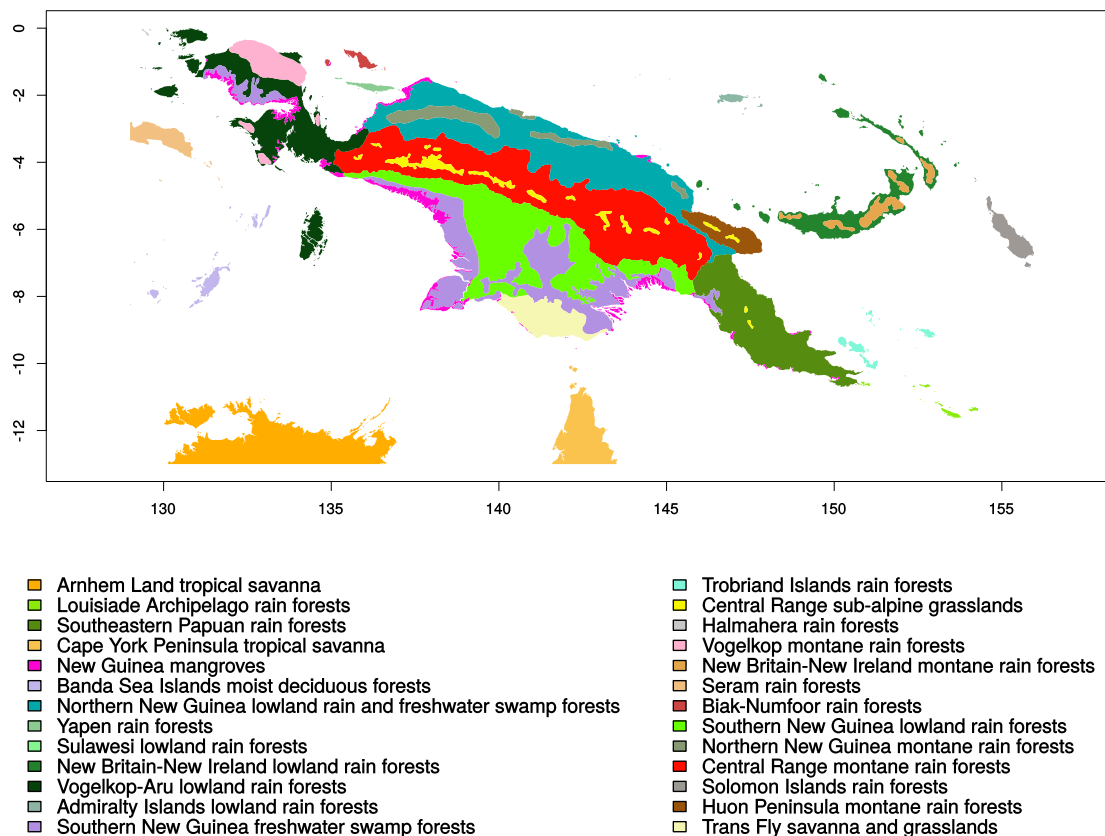 0
-2
-4
-6
-8
-10
-12
130 135 140 145 150 155
Arnhem Land tropical savanna
Louisiade Archipelago rain forests
Southeastern Papuan rain forests
Cape York Peninsula tropical savanna
New Guinea mangroves
Banda Sea Islands moist deciduous forests
Northern New Guinea lowland rain and freshwater swamp forests
Yapen rain forests
Sulawesi lowland rain forests
New Britain-New Ireland lowland rain forests
Vogelkop-Aru lowland rain forests
Admiralty Islands lowland rain forests
Southern New Guinea freshwater swamp forests
Trobriand Islands rain forests
Central Range sub-alpine grasslands
Halmahera rain forests
Vogelkop montane rain forests
New Britain-New Ireland montane rain forests
Seram rain forests
Biak-Numfoor rain forests
Southern New Guinea lowland rain forests
Northern New Guinea montane rain forests
Central Range montane rain forests
Solomon Islands rain forests
Huon Peninsula montane rain forests
Trans Fly savanna and grasslands